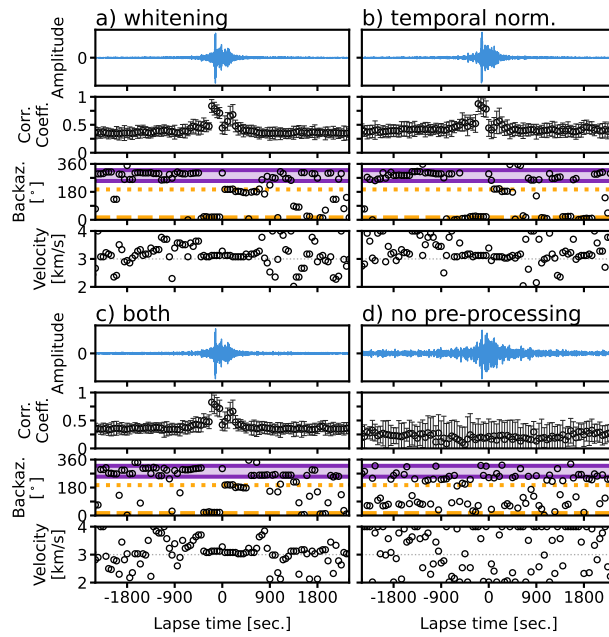 a) whitening
b) temporal norm.
Amplitude
0
Corr.
Coeff.
1
0.5
0
Backaz.
[°]
360
180
0
Velocity
[km/s]
4
3
2
c) both
d) no pre-processing
Amplitude
0
Corr.
Coeff.
1
0.5
0
Backaz.
[°]
360
180
0
Velocity
[km/s]
4
3
2
-1800 -900 0 900 1800
-1800 -900 0 900 1800
Lapse time [sec.]
Lapse time [sec.]